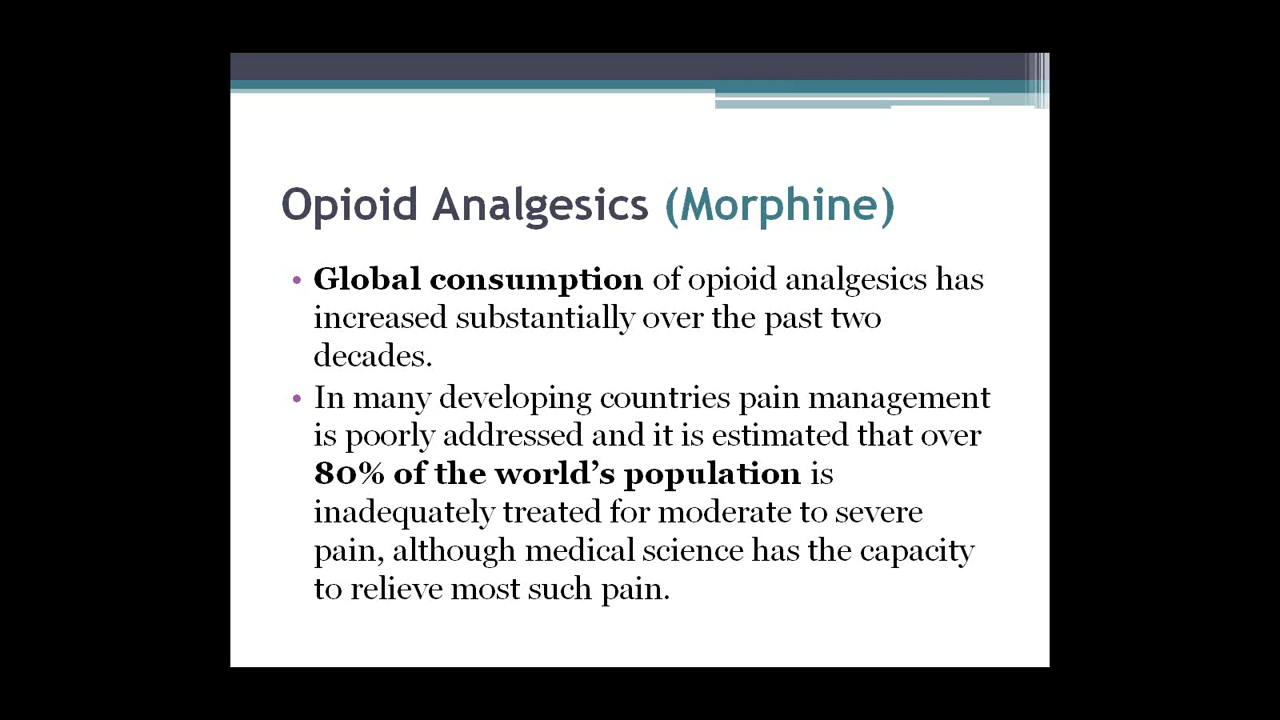 Opioid Analgesics (Morphine)
• Global consumption of opioid analgesics has
increased substantially over the past two
decades.
• In many developing countries pain management
is poorly addressed and it is estimated that over
80% of the world’s population is
inadequately treated for moderate to severe
pain, although medical science has the capacity
to relieve most such pain.